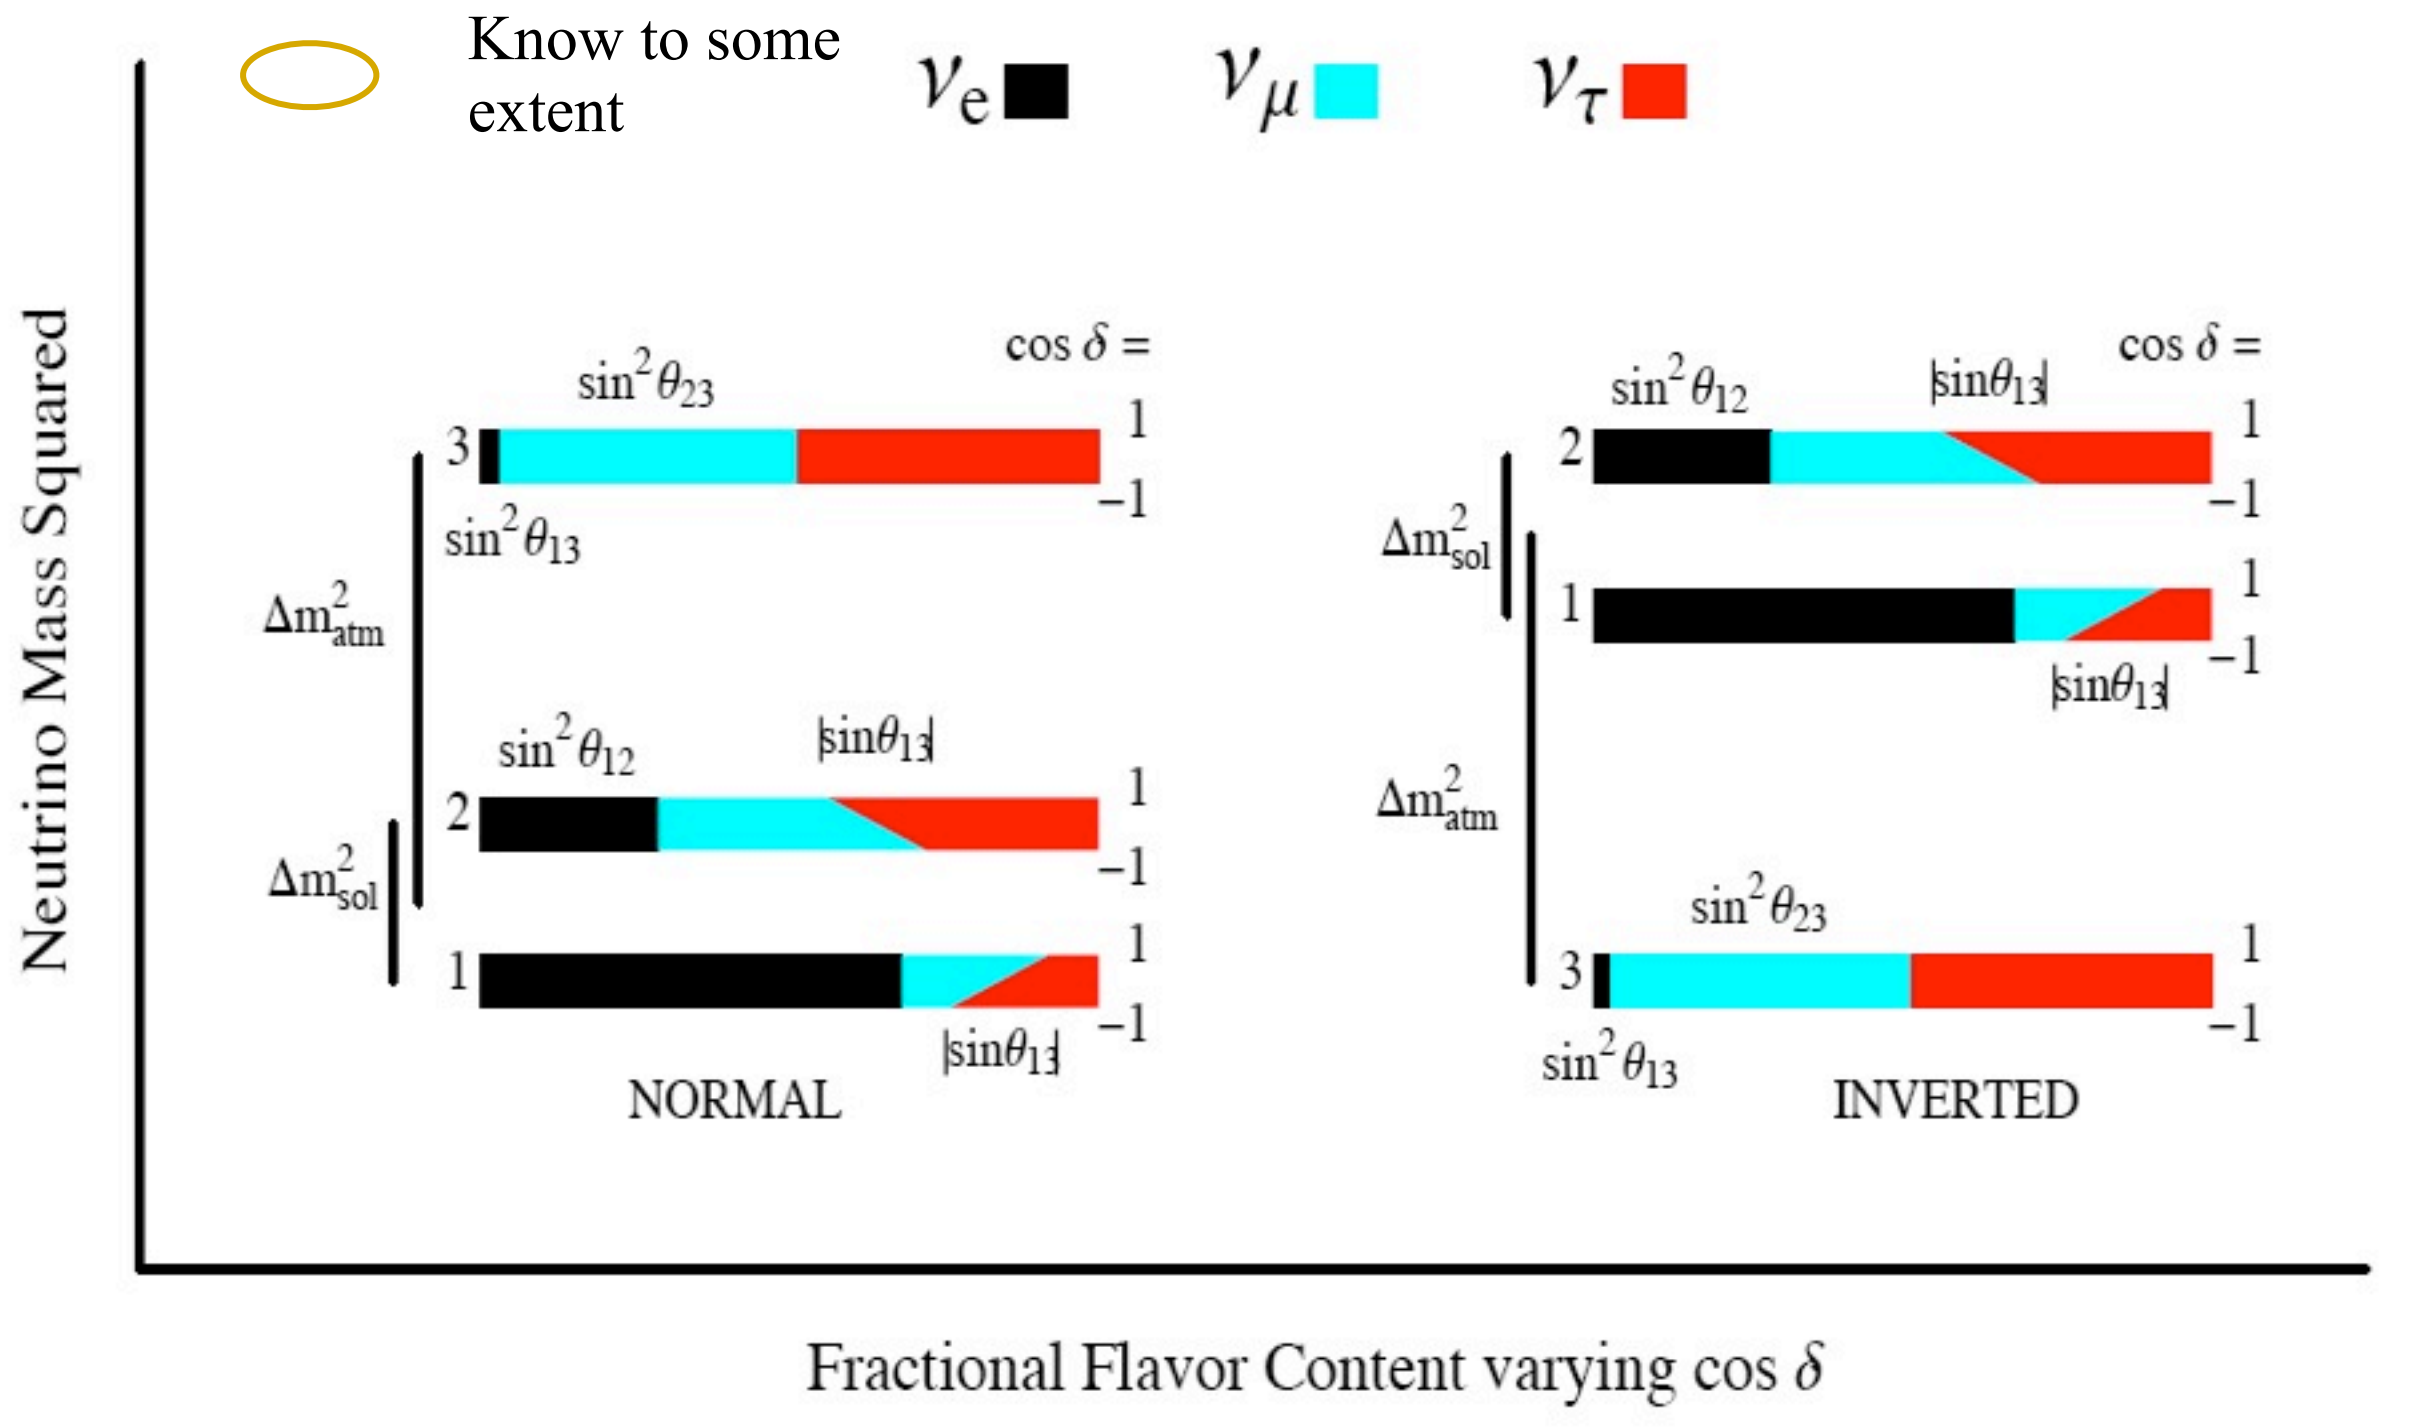 Know to some
extent
νe
νμ
ντ
Neutrino Mass Squared
cos δ =
sin²θ23
3
1
−1
sin²θ13
Δm²atm
sin²θ12
|sinθ13|
2
1
−1
Δm²sol
1
1
−1
|sinθ13|
NORMAL
cos δ =
sin²θ12
|sinθ13|
2
1
−1
Δm²sol
1
1
−1
|sinθ13|
Δm²atm
sin²θ23
3
1
−1
sin²θ13
INVERTED
Fractional Flavor Content varying cos δ